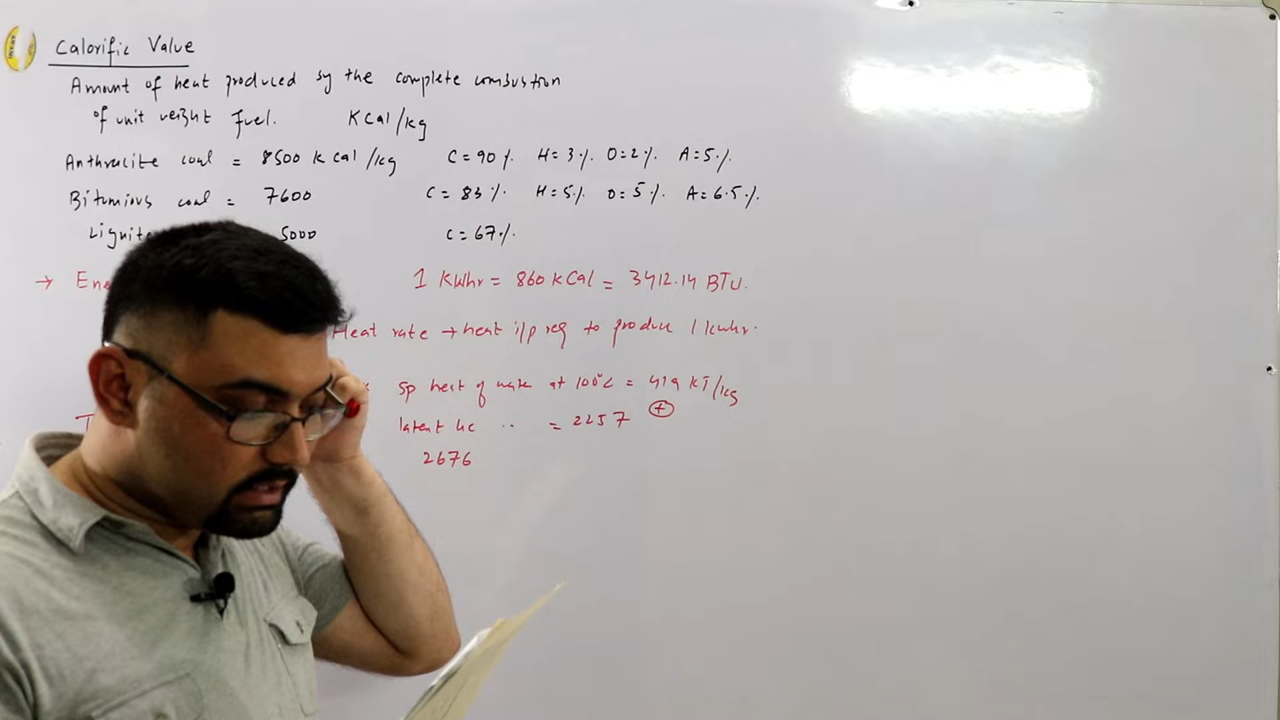 Calorific Value
Amount of heat produced by the complete combustion
of unit weight fuel. KCal/kg
Anthracite coal = 8500 k Cal/kg C=90%. H=3%. O=2%. A=5%.
Bitumious coal = 7600 C=83%. H=5%. O=5%. A=6.5%.
Lignite 5000 C=67%.
→ Ene 1 KWhr = 860 kCal = 3412.14 BTU.
Heat rate → heat i/p req to produce 1 kwhr.
sp heat of wate at 100°C = 419 KJ/kg
T latent he " = 2257 +
2676